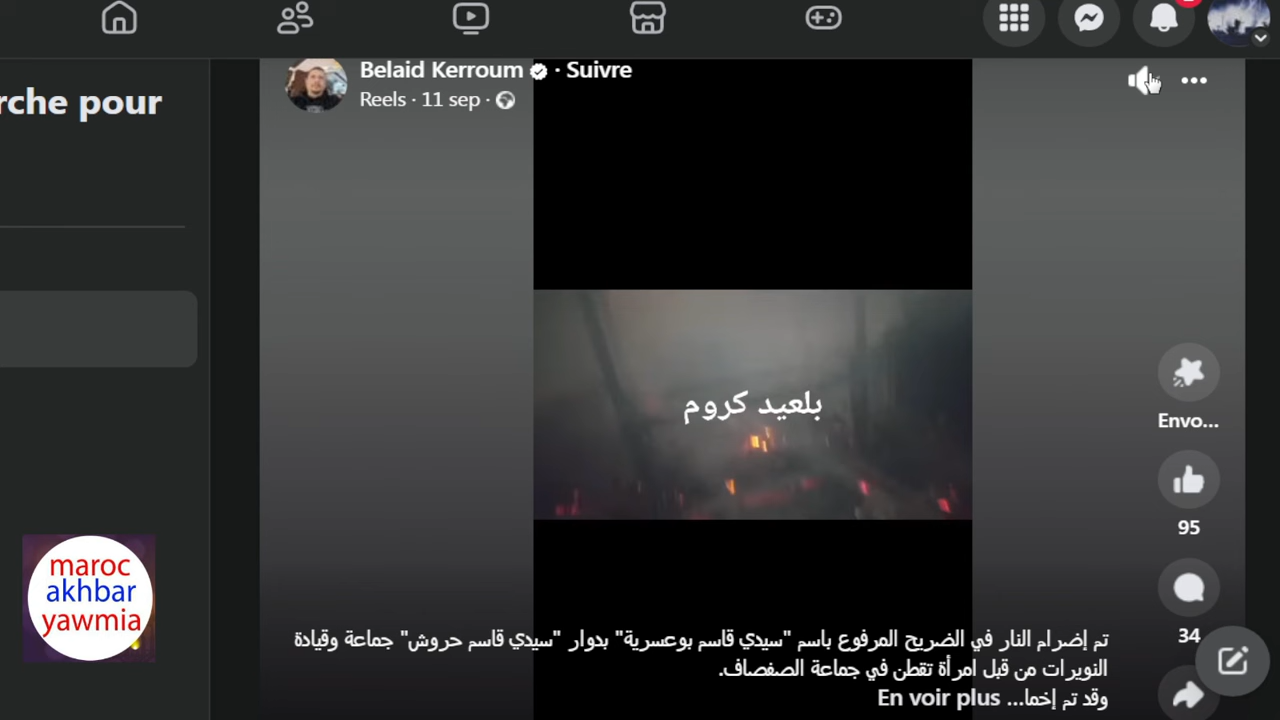 rche pour
Belaid Kerroum · Suivre
Reels · 11 sep ·
بلعيد كروم
Envo...
95
34
maroc
akhbar
yawmia
تم إضرام النار في الضريح المرفوع باسم "سيدي قاسم بوعسرية" بدوار "سيدي قاسم حروش" جماعة وقيادة
النويرات من قبل امرأة تقطن في جماعة الصفصاف.
وقد تم إخما... En voir plus